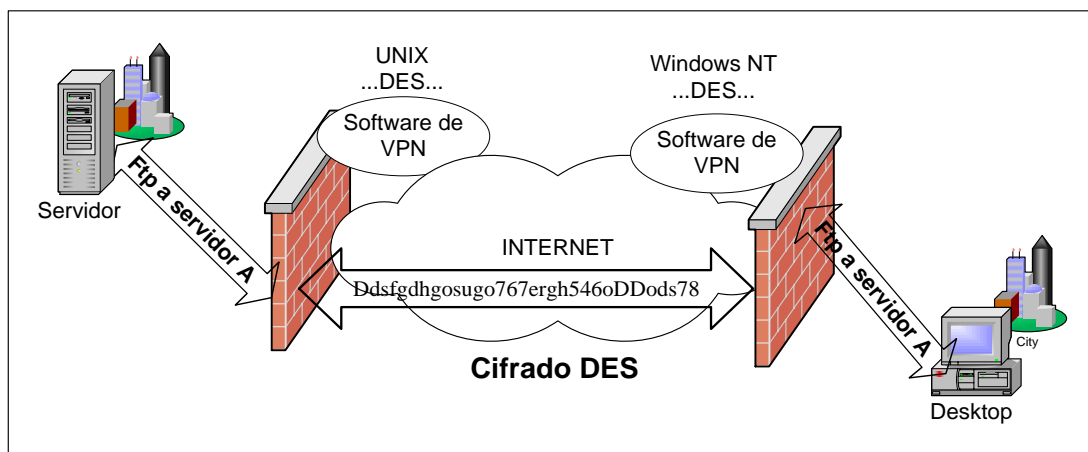 UNIX
...DES...
Software de
VPN
Windows NT
...DES...
Software de
VPN
Servidor
Ftp a servidor A
INTERNET
Ddsfgdhgosugo767ergh546oDDods78
Cifrado DES
Ftp a servidor A
City
Desktop